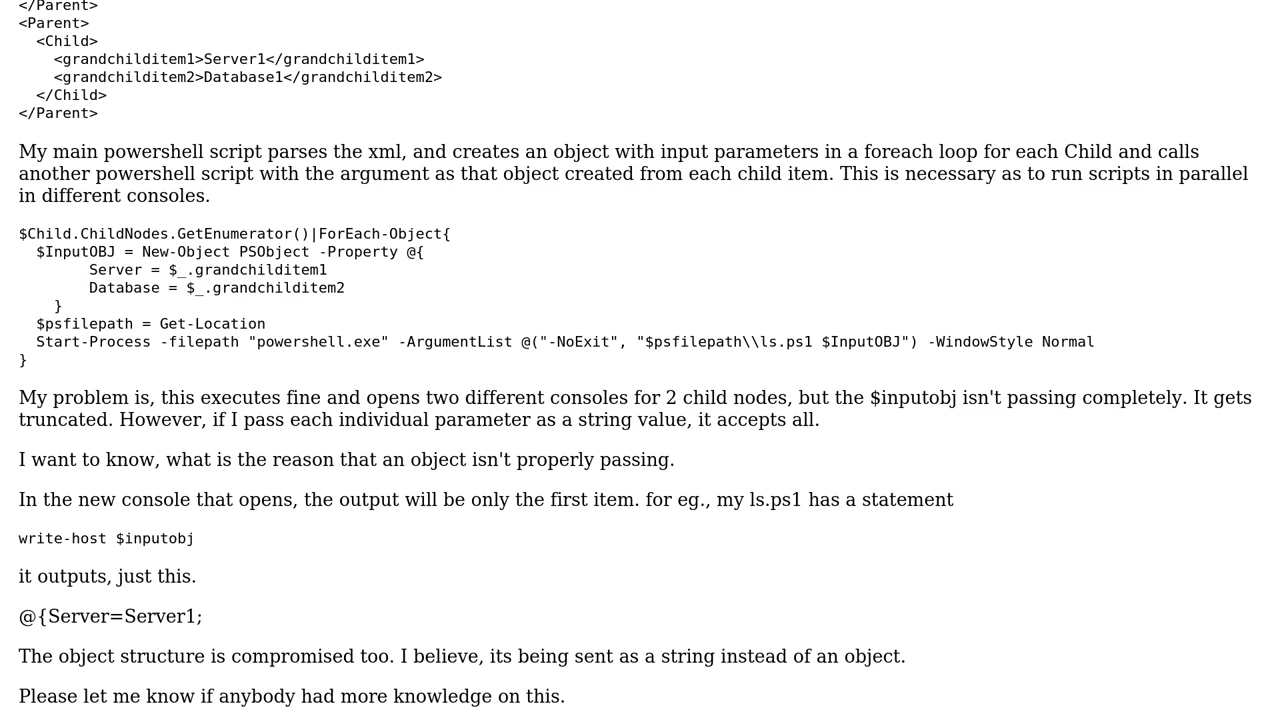 </Parent>
<Parent>
  <Child>
    <grandchilditem1>Server1</grandchilditem1>
    <grandchilditem2>Database1</grandchilditem2>
  </Child>
</Parent>
My main powershell script parses the xml, and creates an object with input parameters in a foreach loop for each Child and calls
another powershell script with the argument as that object created from each child item. This is necessary as to run scripts in parallel
in different consoles.
$Child.ChildNodes.GetEnumerator()|ForEach-Object{
  $InputOBJ = New-Object PSObject -Property @{
        Server = $_.grandchilditem1
        Database = $_.grandchilditem2
    }
  $psfilepath = Get-Location
  Start-Process -filepath "powershell.exe" -ArgumentList @("-NoExit", "$psfilepath\\ls.ps1 $InputOBJ") -WindowStyle Normal
}
My problem is, this executes fine and opens two different consoles for 2 child nodes, but the $inputobj isn't passing completely. It gets
truncated. However, if I pass each individual parameter as a string value, it accepts all.
I want to know, what is the reason that an object isn't properly passing.
In the new console that opens, the output will be only the first item. for eg., my ls.ps1 has a statement
write-host $inputobj
it outputs, just this.
@{Server=Server1;
The object structure is compromised too. I believe, its being sent as a string instead of an object.
Please let me know if anybody had more knowledge on this.